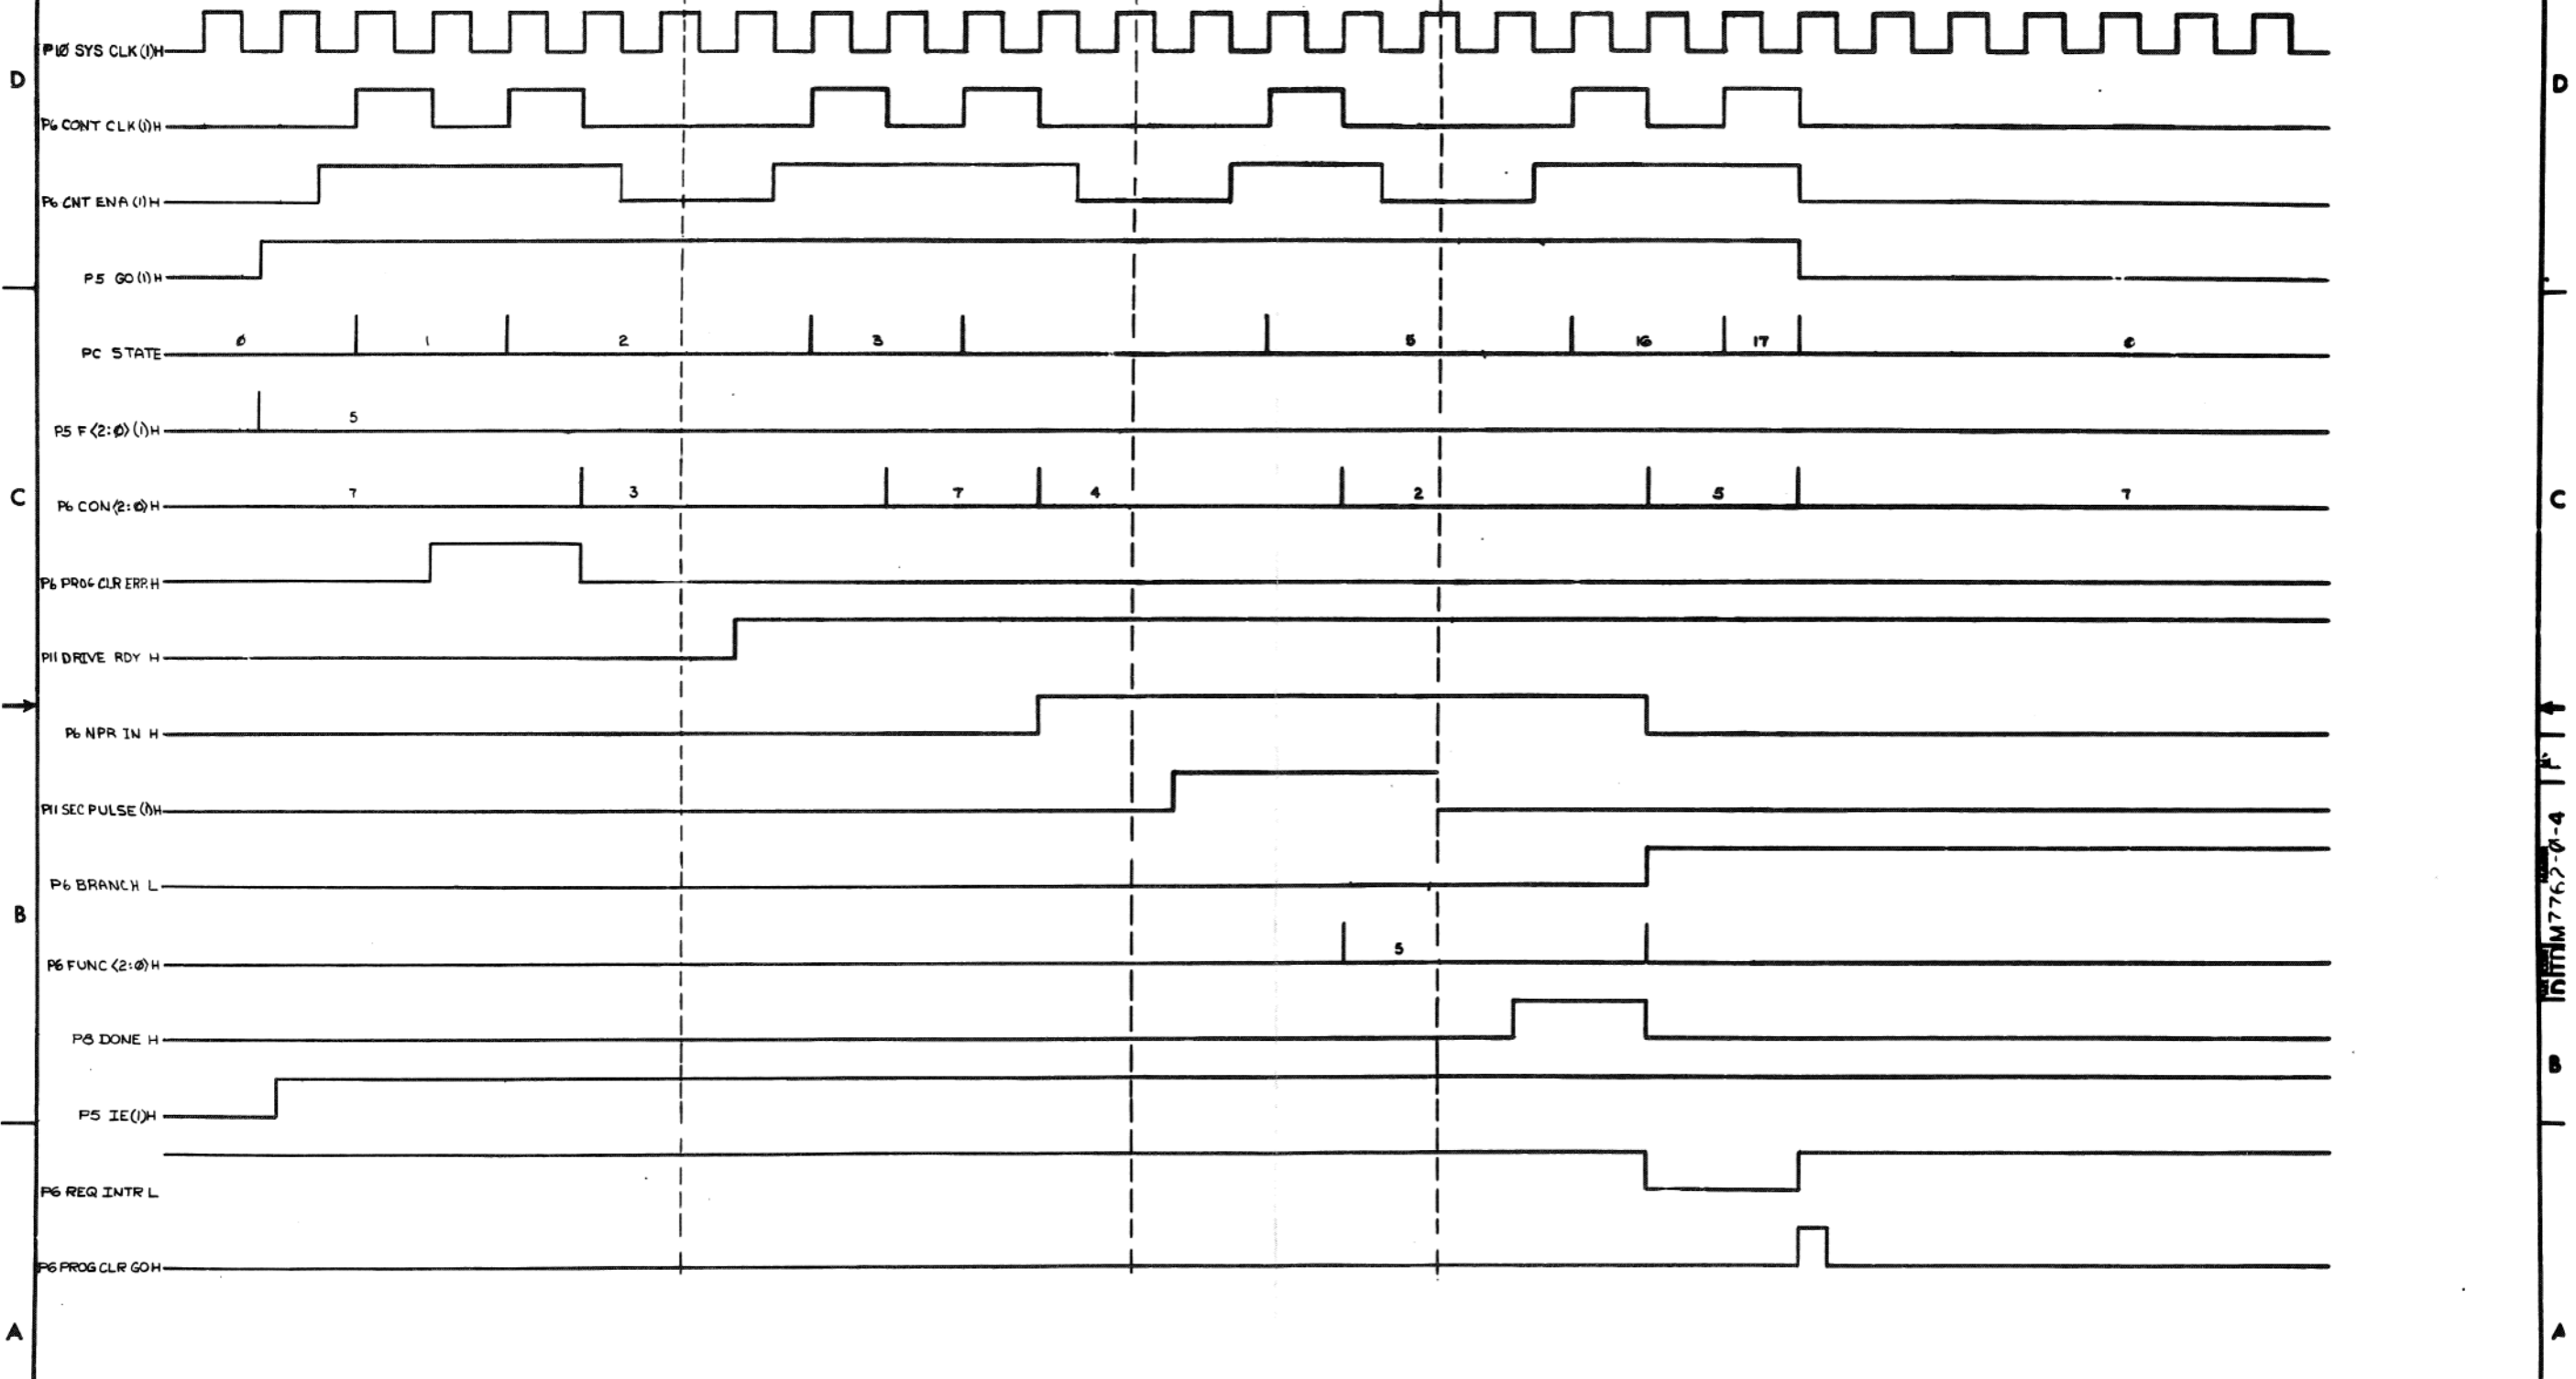 P10 SYS CLK (1)H
D D
P6 CONT CLK (1)H
P6 CNT ENA (1)H
P5 GO (1)H
PC STATE 0 1 2 3 5 16 17 0
P5 F<2:0>(1)H 5
C C
P6 CON<2:0>H 7 3 7 4 2 5 7
P6 PROG CLR ERR H
P11 DRIVE RDY H
P6 NPR IN H
P11 SEC PULSE (1)H
P6 BRANCH L
M7762-0-4
B
P6 FUNC<2:0>H 5
P8 DONE H
B
P5 IE(1)H
P6 REQ INTR L
P6 PROG CLR GO H
A A